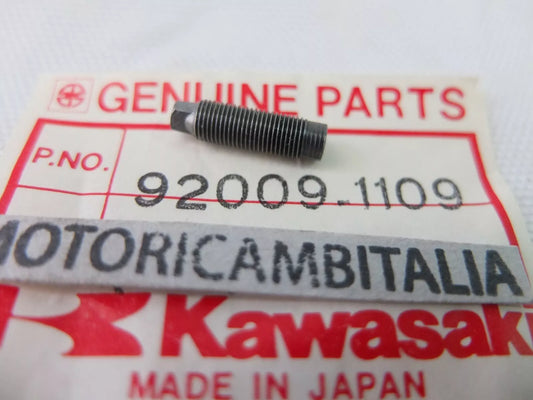 GENUINE PARTS
P.NO. 92009-1109
MOTORICAMBITALIA
Kawasaki
MADE IN JAPAN